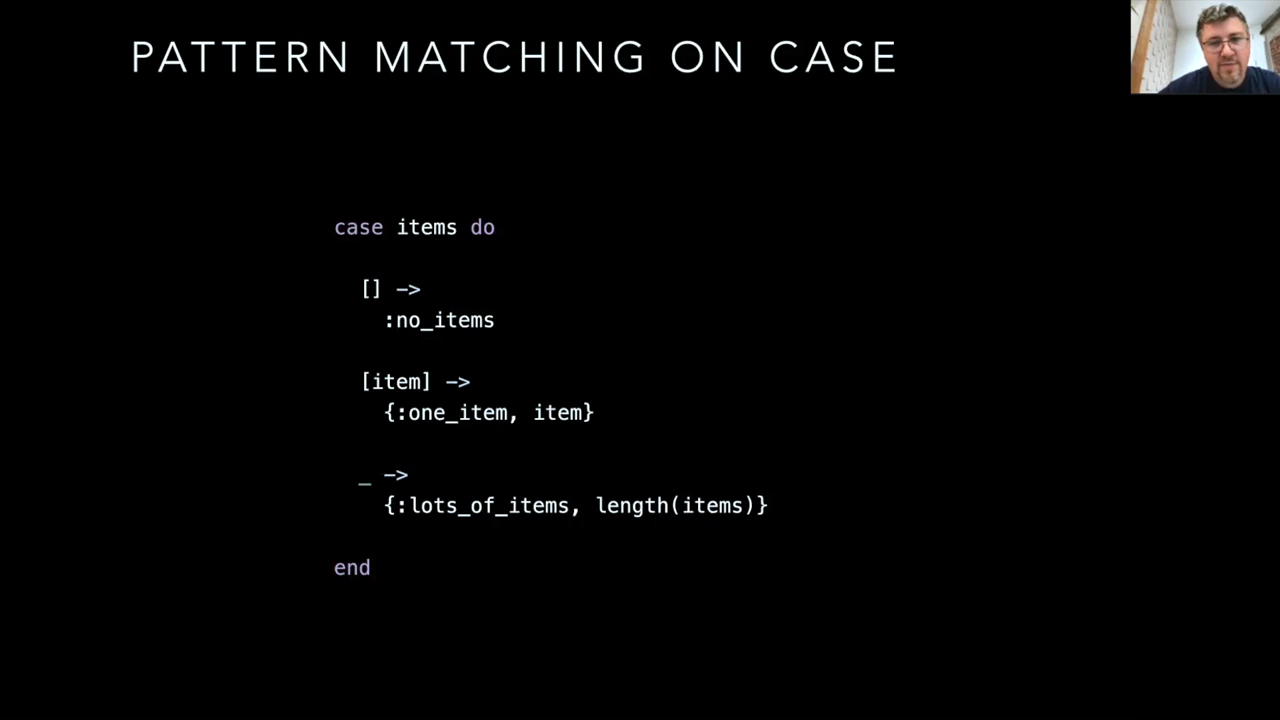 PATTERN MATCHING ON CASE
case items do
[] ->
:no_items
[item] ->
{:one_item, item}
_ ->
{:lots_of_items, length(items)}
end